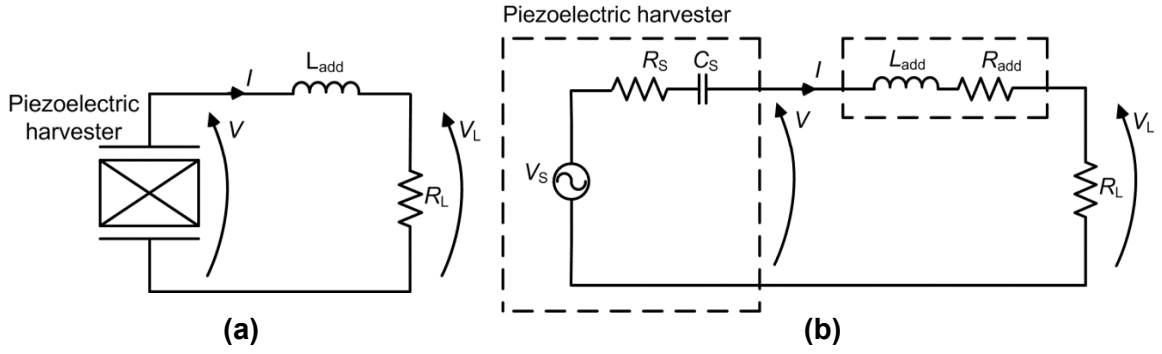 Piezoelectric harvester
L_add
I
Piezoelectric
harvester
V
V_L
R_L
(a)
R_S
C_S
I
L_add
R_add
V_S
V
V_L
R_L
(b)